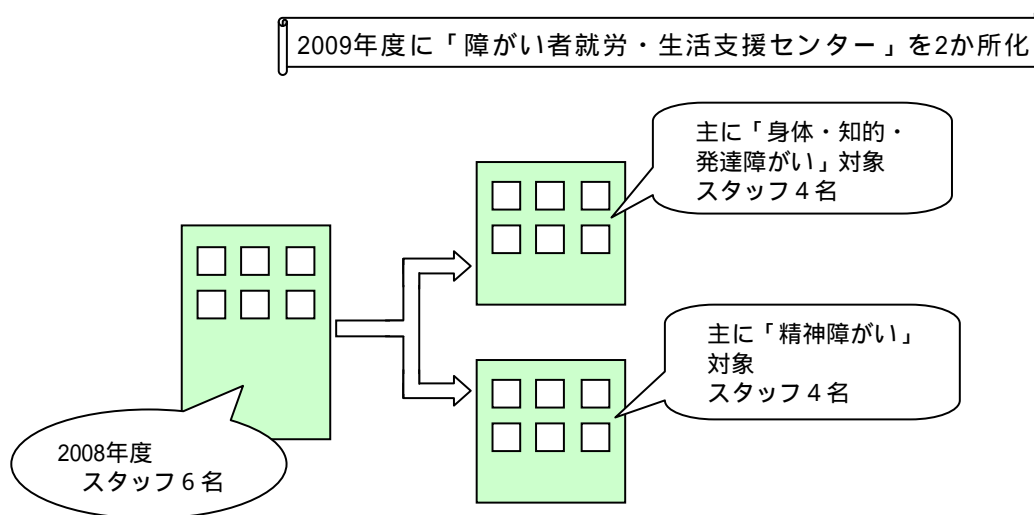 2009年度に「障がい者就労・生活支援センター」を2か所化
主に「身体・知的・
発達障がい」対象
スタッフ４名
主に「精神障がい」
対象
スタッフ４名
2008年度
スタッフ６名